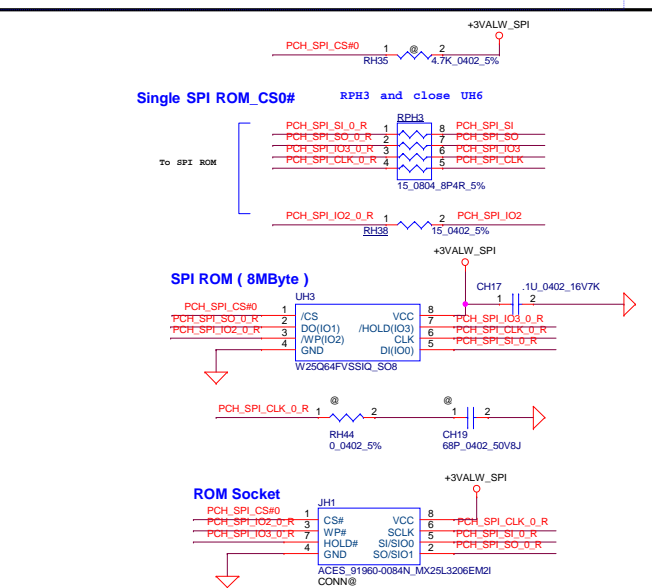 +3VALW_SPI
PCH_SPI_CS#0 1 @ 2
RH35 4.7K_0402_5%
Single SPI ROM_CS0# RPH3 and close UH6
RPH3
PCH_SPI_SI_0_R 1 8 PCH_SPI_SI
PCH_SPI_SO_0_R 2 7 PCH_SPI_SO
PCH_SPI_IO3_0_R 3 6 PCH_SPI_IO3
PCH_SPI_CLK_0_R 4 5 PCH_SPI_CLK
To SPI ROM
15_0804_8P4R_5%
PCH_SPI_IO2_0_R 1 2 PCH_SPI_IO2
RH38 15_0402_5%
+3VALW_SPI
SPI ROM ( 8MByte )
CH17 .1U_0402_16V7K
1 2
UH3
PCH_SPI_CS#0 1 /CS VCC 8
PCH_SPI_SO_0_R 2 DO(IO1) /HOLD(IO3) 7 PCH_SPI_IO3_0_R
PCH_SPI_IO2_0_R 3 /WP(IO2) CLK 6 PCH_SPI_CLK_0_R
4 GND DI(IO0) 5 PCH_SPI_SI_0_R
W25Q64FVSSIQ_SO8
@ @
PCH_SPI_CLK_0_R 1 2 1 2
RH44 CH19
0_0402_5% 68P_0402_50V8J
+3VALW_SPI
ROM Socket
JH1
PCH_SPI_CS#0 1 CS# VCC 8
PCH_SPI_IO2_0_R 3 WP# SCLK 6 PCH_SPI_CLK_0_R
PCH_SPI_IO3_0_R 7 HOLD# SI/SIO0 5 PCH_SPI_SI_0_R
4 GND SO/SIO1 2 PCH_SPI_SO_0_R
ACES_91960-0084N_MX25L3206EM2I
CONN@